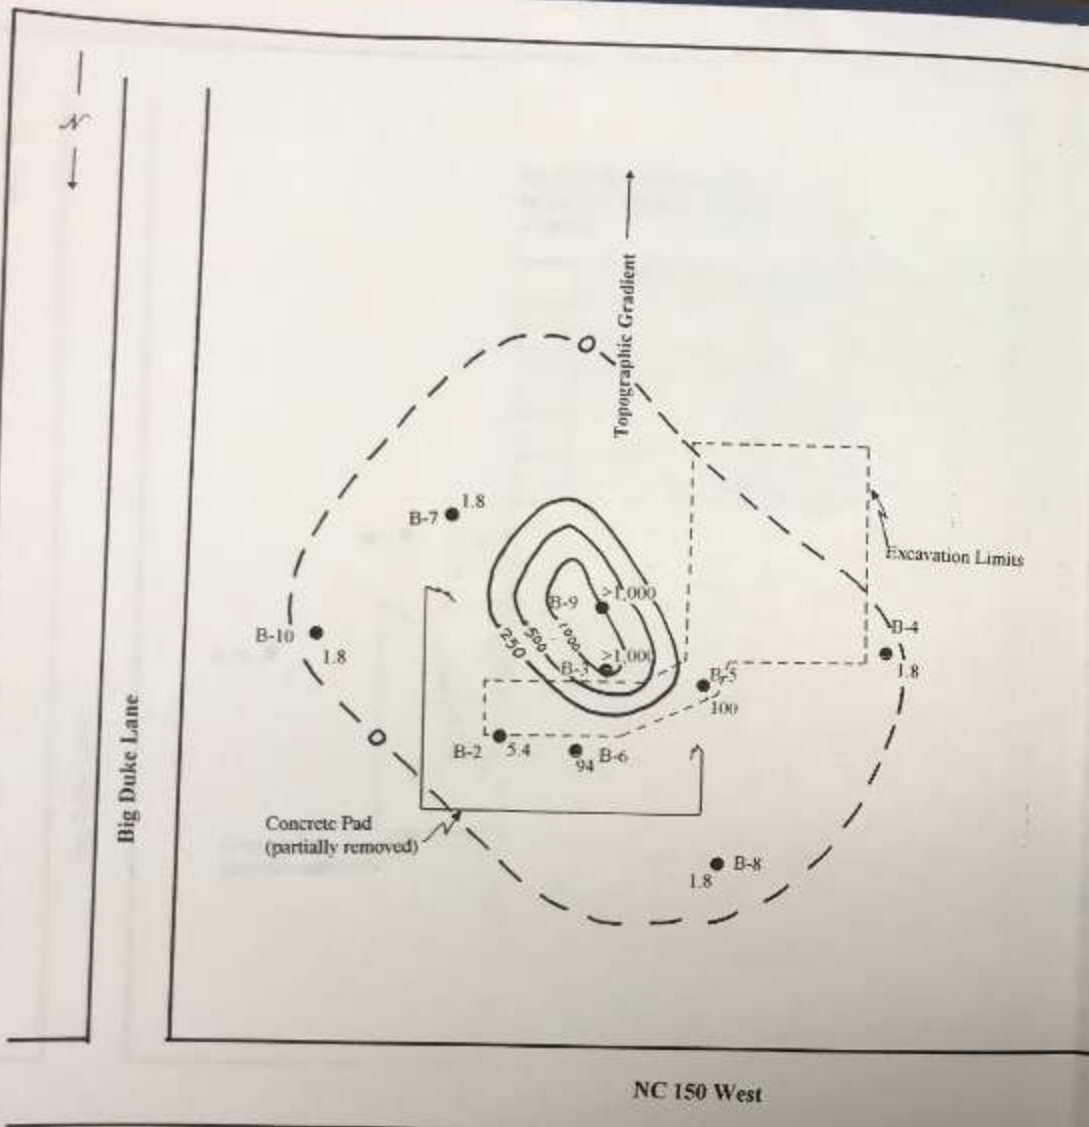 N
Topographic Gradient
O
1.8
B-7
Excavation Limits
>1,000
B-9
B-10
1.8
250
500
1000
>1,000
B-3
B-4
1.8
B-5
100
B-2
5.4
94
B-6
O
Big Duke Lane
Concrete Pad
(partially removed)
1.8
B-8
NC 150 West